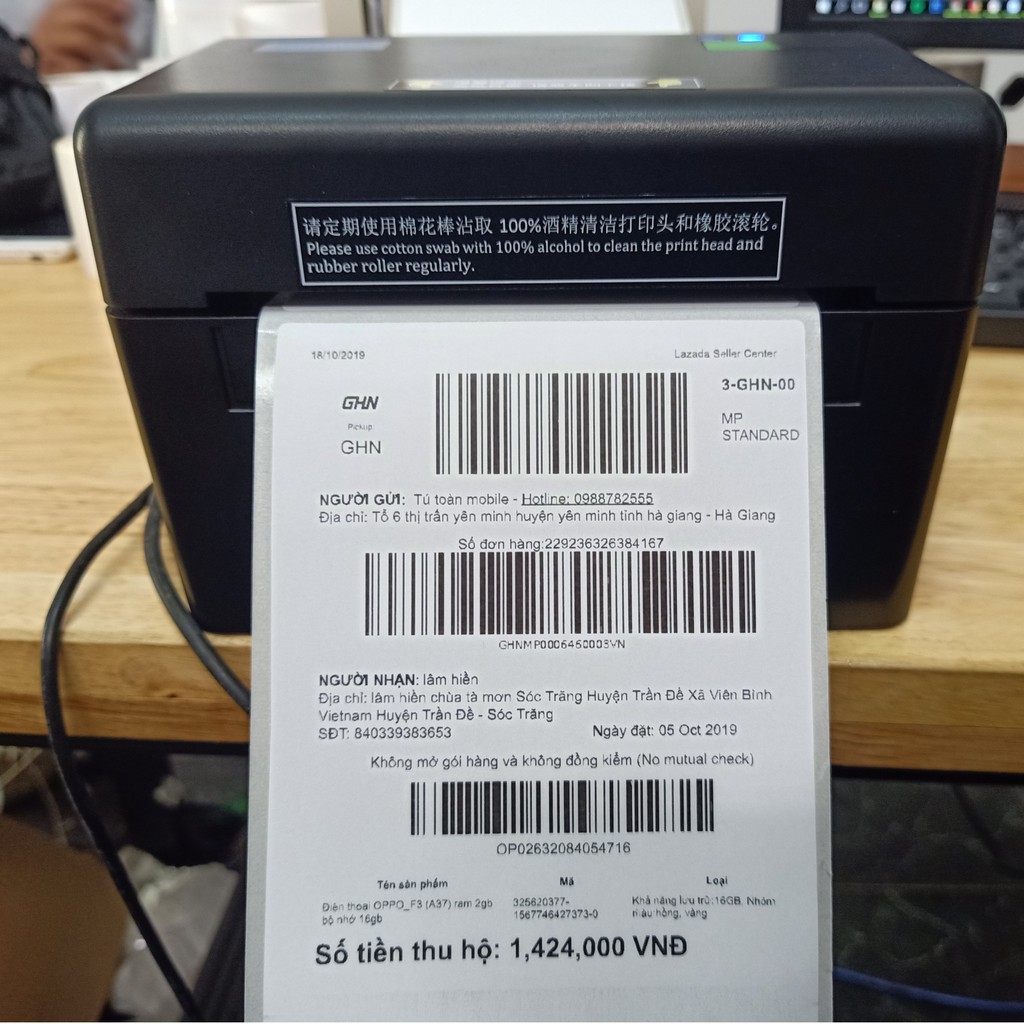 请定期使用棉花棒沾取 100%酒精清洁打印头和橡胶滚轮。
Please use cotton swab with 100% alcohol to clean the print head and
rubber roller regularly.
18/10/2019
Lazada Seller Center
GHN
Pickup:
GHN
3-GHN-00
MP
STANDARD
NGƯỜI GỬI: Tú toàn mobile - Hotline: 0988782555
Địa chỉ: Tổ 6 thị trấn yên minh huyện yên minh tỉnh hà giang - Hà Giang
Số đơn hàng:229236326384167
GHNMP0006450003VN
NGƯỜI NHẬN: lâm hiền
Địa chỉ: lâm hiền chùa tà mơn Sóc Trăng Huyện Trần Đề Xã Viên Bình
Vietnam Huyện Trần Đề - Sóc Trăng
SĐT: 840339383653
Ngày đặt: 05 Oct 2019
Không mở gói hàng và không đồng kiểm (No mutual check)
OP02632084054716
Tên sản phẩm Mã Loại
Điện thoại OPPO_F3 (A37) ram 2gb
bộ nhớ 16gb
325620377-
1567746427373-0
Khả năng lưu trữ:16GB, Nhóm
màu:hồng, vàng
Số tiền thu hộ: 1,424,000 VNĐ